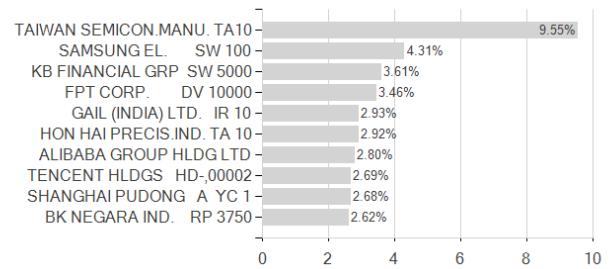 TAIWAN SEMICON.MANU. TA10 9.55%
SAMSUNG EL. SW 100 4.31%
KB FINANCIAL GRP SW 5000 3.61%
FPT CORP. DV 10000 3.46%
GAIL (INDIA) LTD. IR 10 2.93%
HON HAI PRECIS.IND. TA 10 2.92%
ALIBABA GROUP HLDG LTD 2.80%
TENCENT HLDGS HD-,00002 2.69%
SHANGHAI PUDONG A YC 1 2.68%
BK NEGARA IND. RP 3750 2.62%
0 2 4 6 8 10